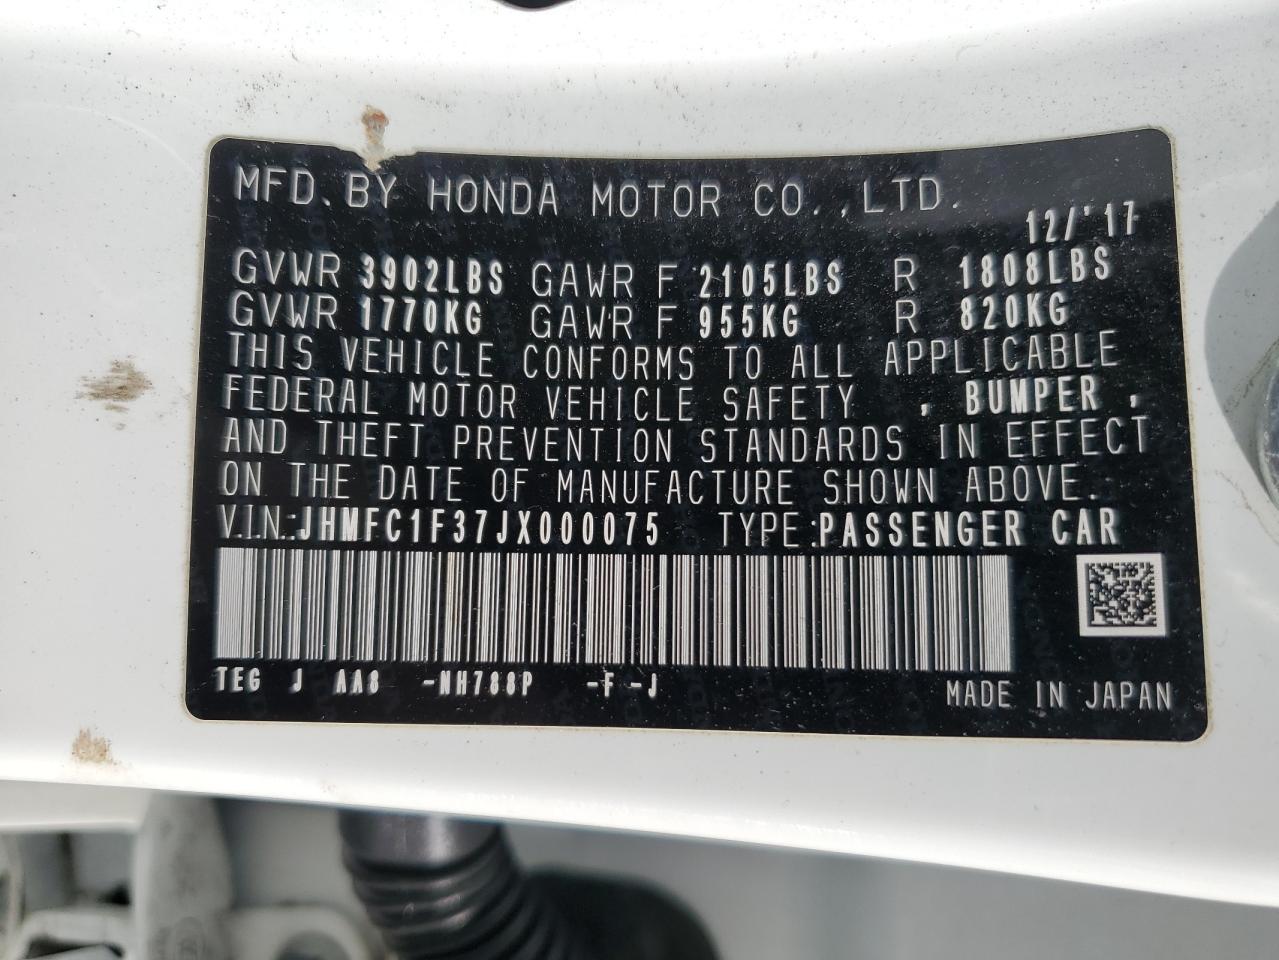 MFD. BY HONDA MOTOR CO., LTD.
12/'17
GVWR 3902LBS GAWR F 2105LBS R 1808LBS
GVWR 1770KG GAWR F 955KG R 820KG
THIS VEHICLE CONFORMS TO ALL APPLICABLE
FEDERAL MOTOR VEHICLE SAFETY , BUMPER ,
AND THEFT PREVENTION STANDARDS IN EFFECT
ON THE DATE OF MANUFACTURE SHOWN ABOVE.
V.I.N.:JHMFC1F37JX000075 TYPE:PASSENGER CAR
TEG J AA8 -NH788P -F -J
MADE IN JAPAN